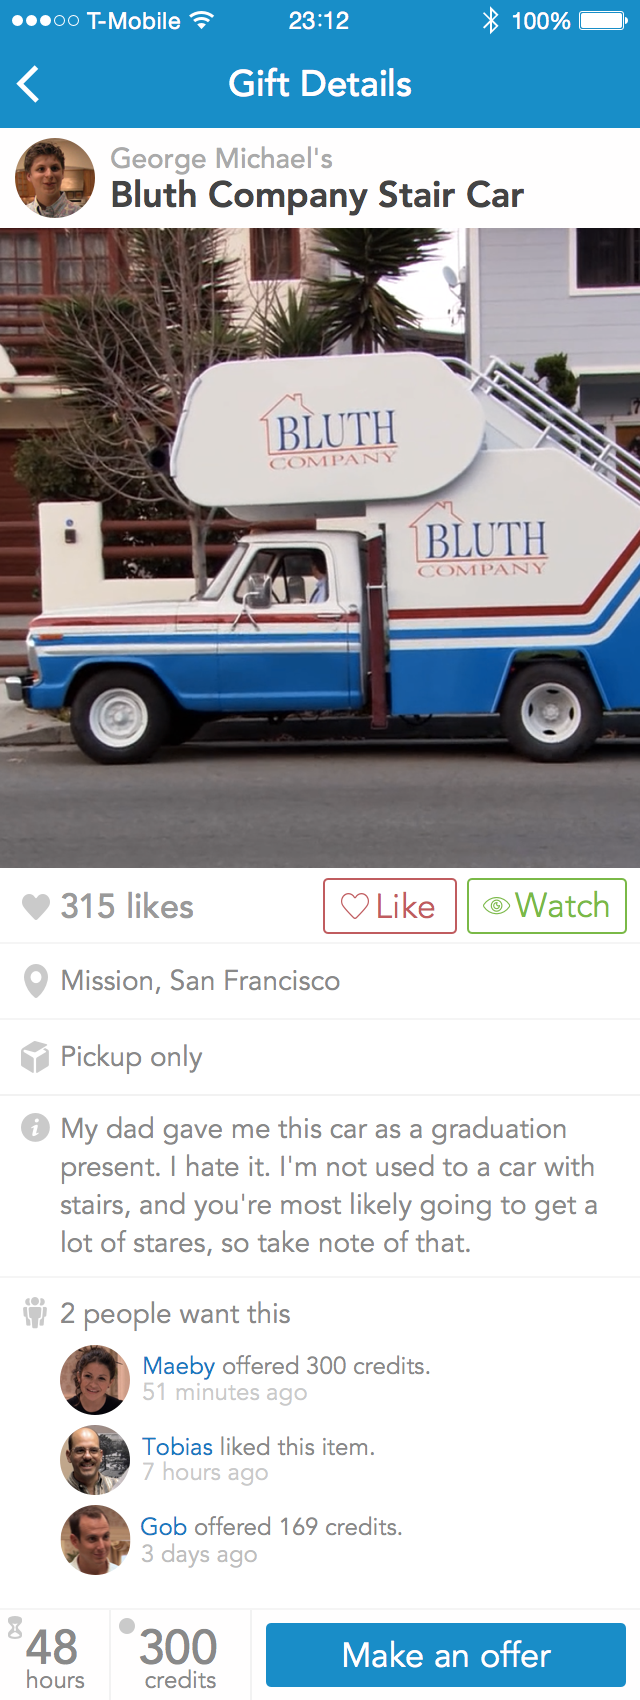 T-Mobile 23:12 100%
Gift Details
George Michael's
Bluth Company Stair Car
BLUTH
COMPANY
BLUTH
COMPANY
315 likes Like Watch
Mission, San Francisco
Pickup only
My dad gave me this car as a graduation
present. I hate it. I'm not used to a car with
stairs, and you're most likely going to get a
lot of stares, so take note of that.
2 people want this
Maeby offered 300 credits.
51 minutes ago
Tobias liked this item.
7 hours ago
Gob offered 169 credits.
3 days ago
48 300 Make an offer
hours credits